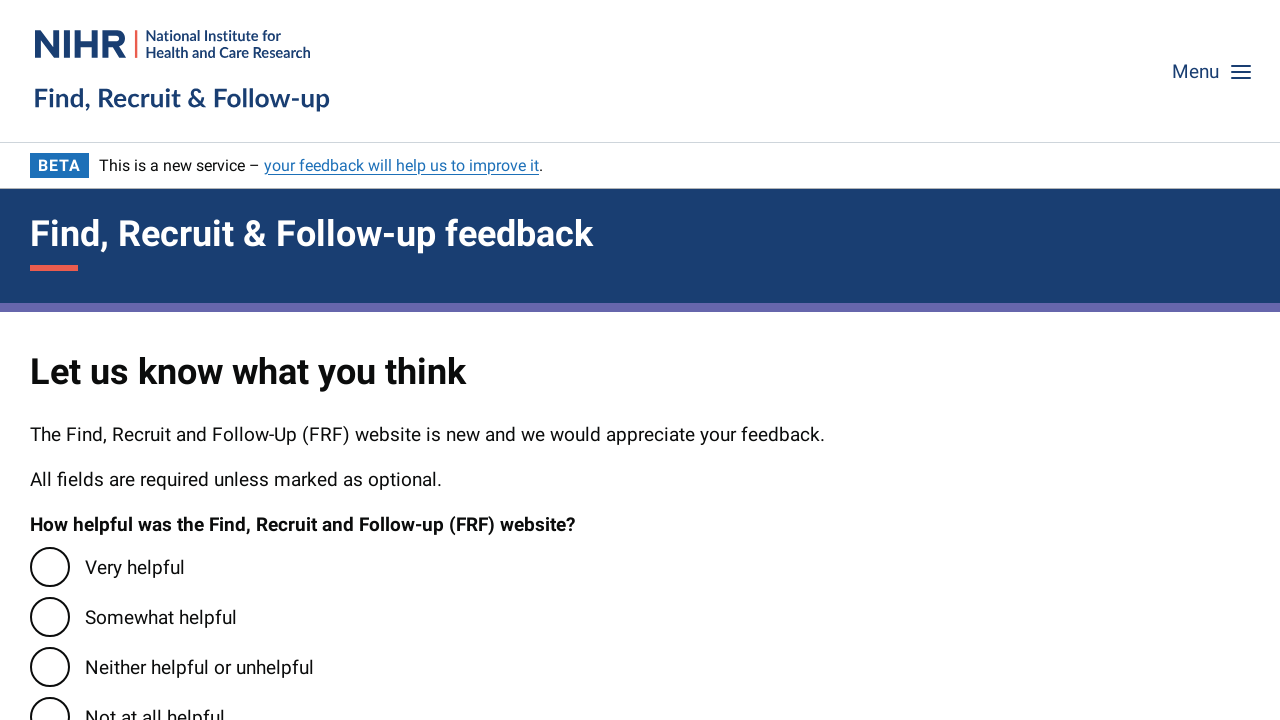 NIHR
National Institute for
Health and Care Research
Find, Recruit & Follow-up
Menu
BETA This is a new service – your feedback will help us to improve it.
Find, Recruit & Follow-up feedback
Let us know what you think
The Find, Recruit and Follow-Up (FRF) website is new and we would appreciate your feedback.
All fields are required unless marked as optional.
How helpful was the Find, Recruit and Follow-up (FRF) website?
Very helpful
Somewhat helpful
Neither helpful or unhelpful
Not at all helpful